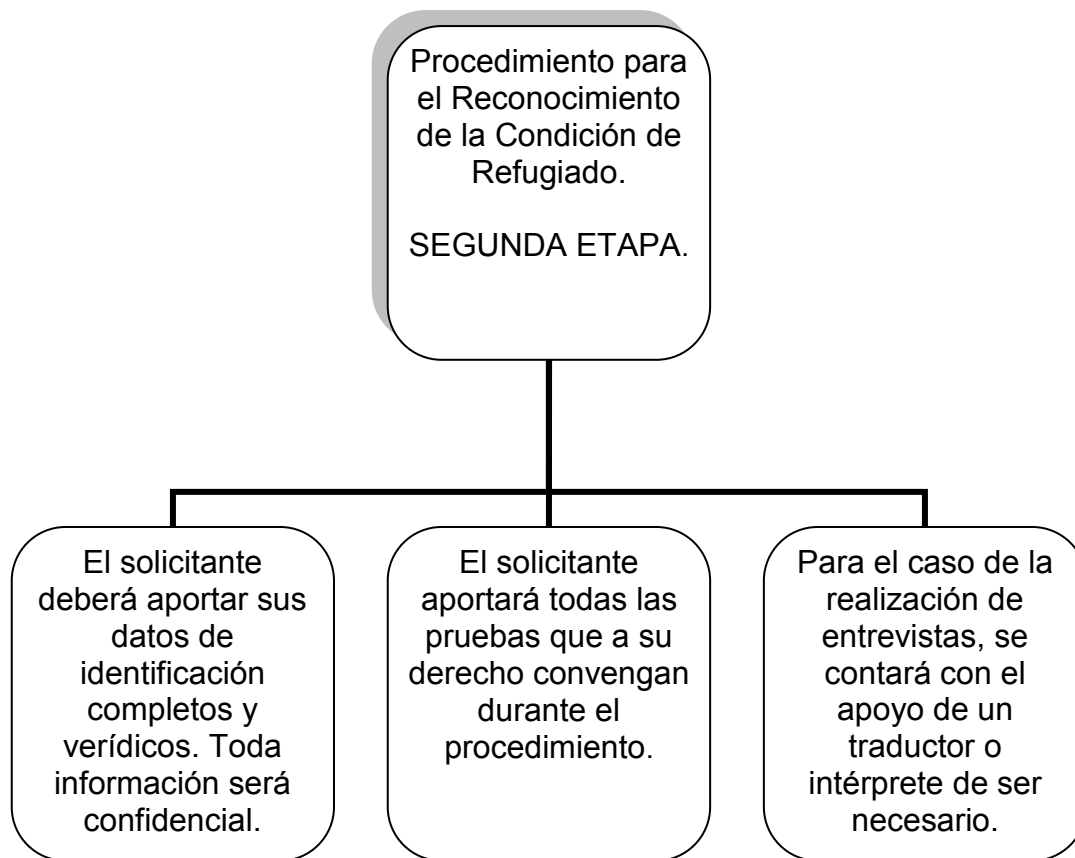 Procedimiento para
el Reconocimiento
de la Condición de
Refugiado.
SEGUNDA ETAPA.
El solicitante
deberá aportar sus
datos de
identificación
completos y
verídicos. Toda
información será
confidencial.
El solicitante
aportará todas las
pruebas que a su
derecho convengan
durante el
procedimiento.
Para el caso de la
realización de
entrevistas, se
contará con el
apoyo de un
traductor o
intérprete de ser
necesario.